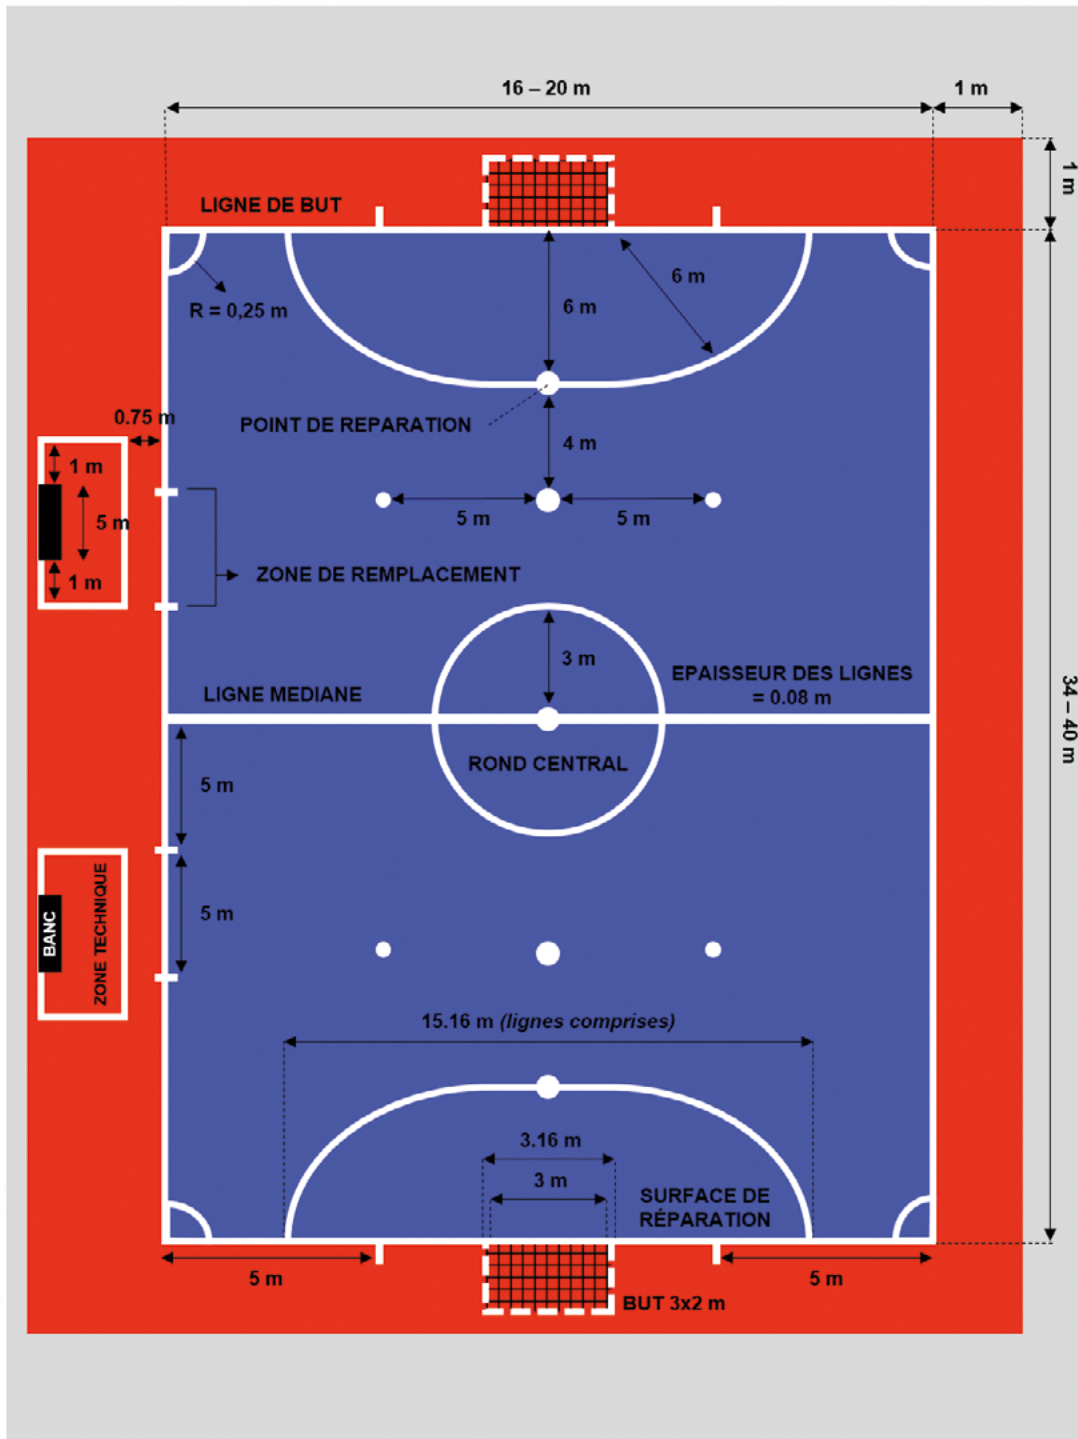 16 – 20 m
1 m
1 m
LIGNE DE BUT
6 m
R = 0,25 m
6 m
0.75 m
POINT DE REPARATION
4 m
1 m
5 m
5 m
5 m
1 m
ZONE DE REMPLACEMENT
3 m
EPAISSEUR DES LIGNES
= 0.08 m
LIGNE MEDIANE
34 – 40 m
ROND CENTRAL
5 m
BANC
ZONE TECHNIQUE
5 m
15.16 m (lignes comprises)
3.16 m
3 m
SURFACE DE
RÉPARATION
5 m
5 m
BUT 3x2 m